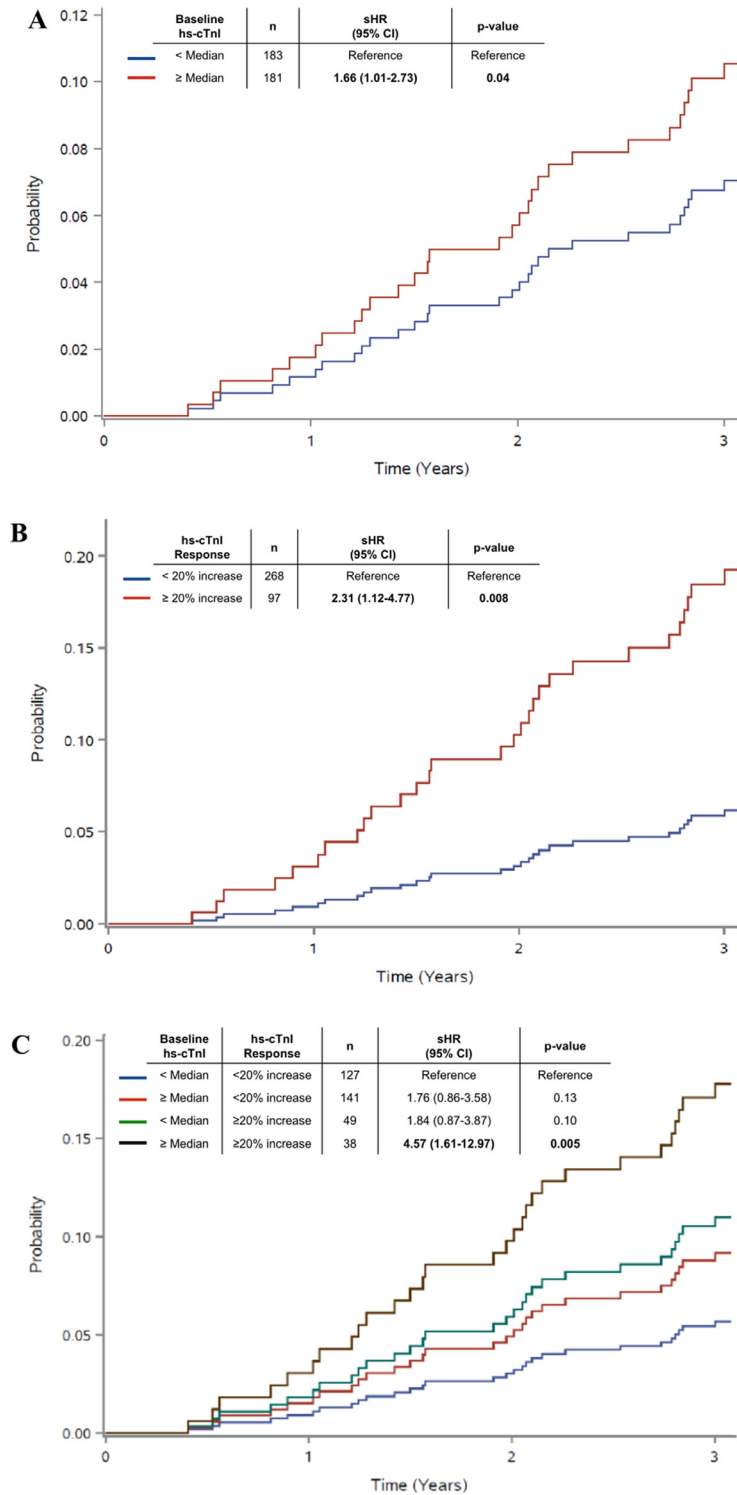 A
Baseline hs-cTnI n sHR (95% CI) p-value
< Median 183 Reference Reference
≥ Median 181 1.66 (1.01-2.73) 0.04
0.12
0.10
0.08
0.06
0.04
0.02
0.00
Probability
0 1 2 3
Time (Years)
B
hs-cTnI Response n sHR (95% CI) p-value
< 20% increase 268 Reference Reference
≥ 20% increase 97 2.31 (1.12-4.77) 0.008
0.20
0.15
0.10
0.05
0.00
Probability
0 1 2 3
Time (Years)
C
Baseline hs-cTnI hs-cTnI Response n sHR (95% CI) p-value
< Median <20% increase 127 Reference Reference
≥ Median <20% increase 141 1.76 (0.86-3.58) 0.13
< Median ≥20% increase 49 1.84 (0.87-3.87) 0.10
≥ Median ≥20% increase 38 4.57 (1.61-12.97) 0.005
0.20
0.15
0.10
0.05
0.00
Probability
0 1 2 3
Time (Years)